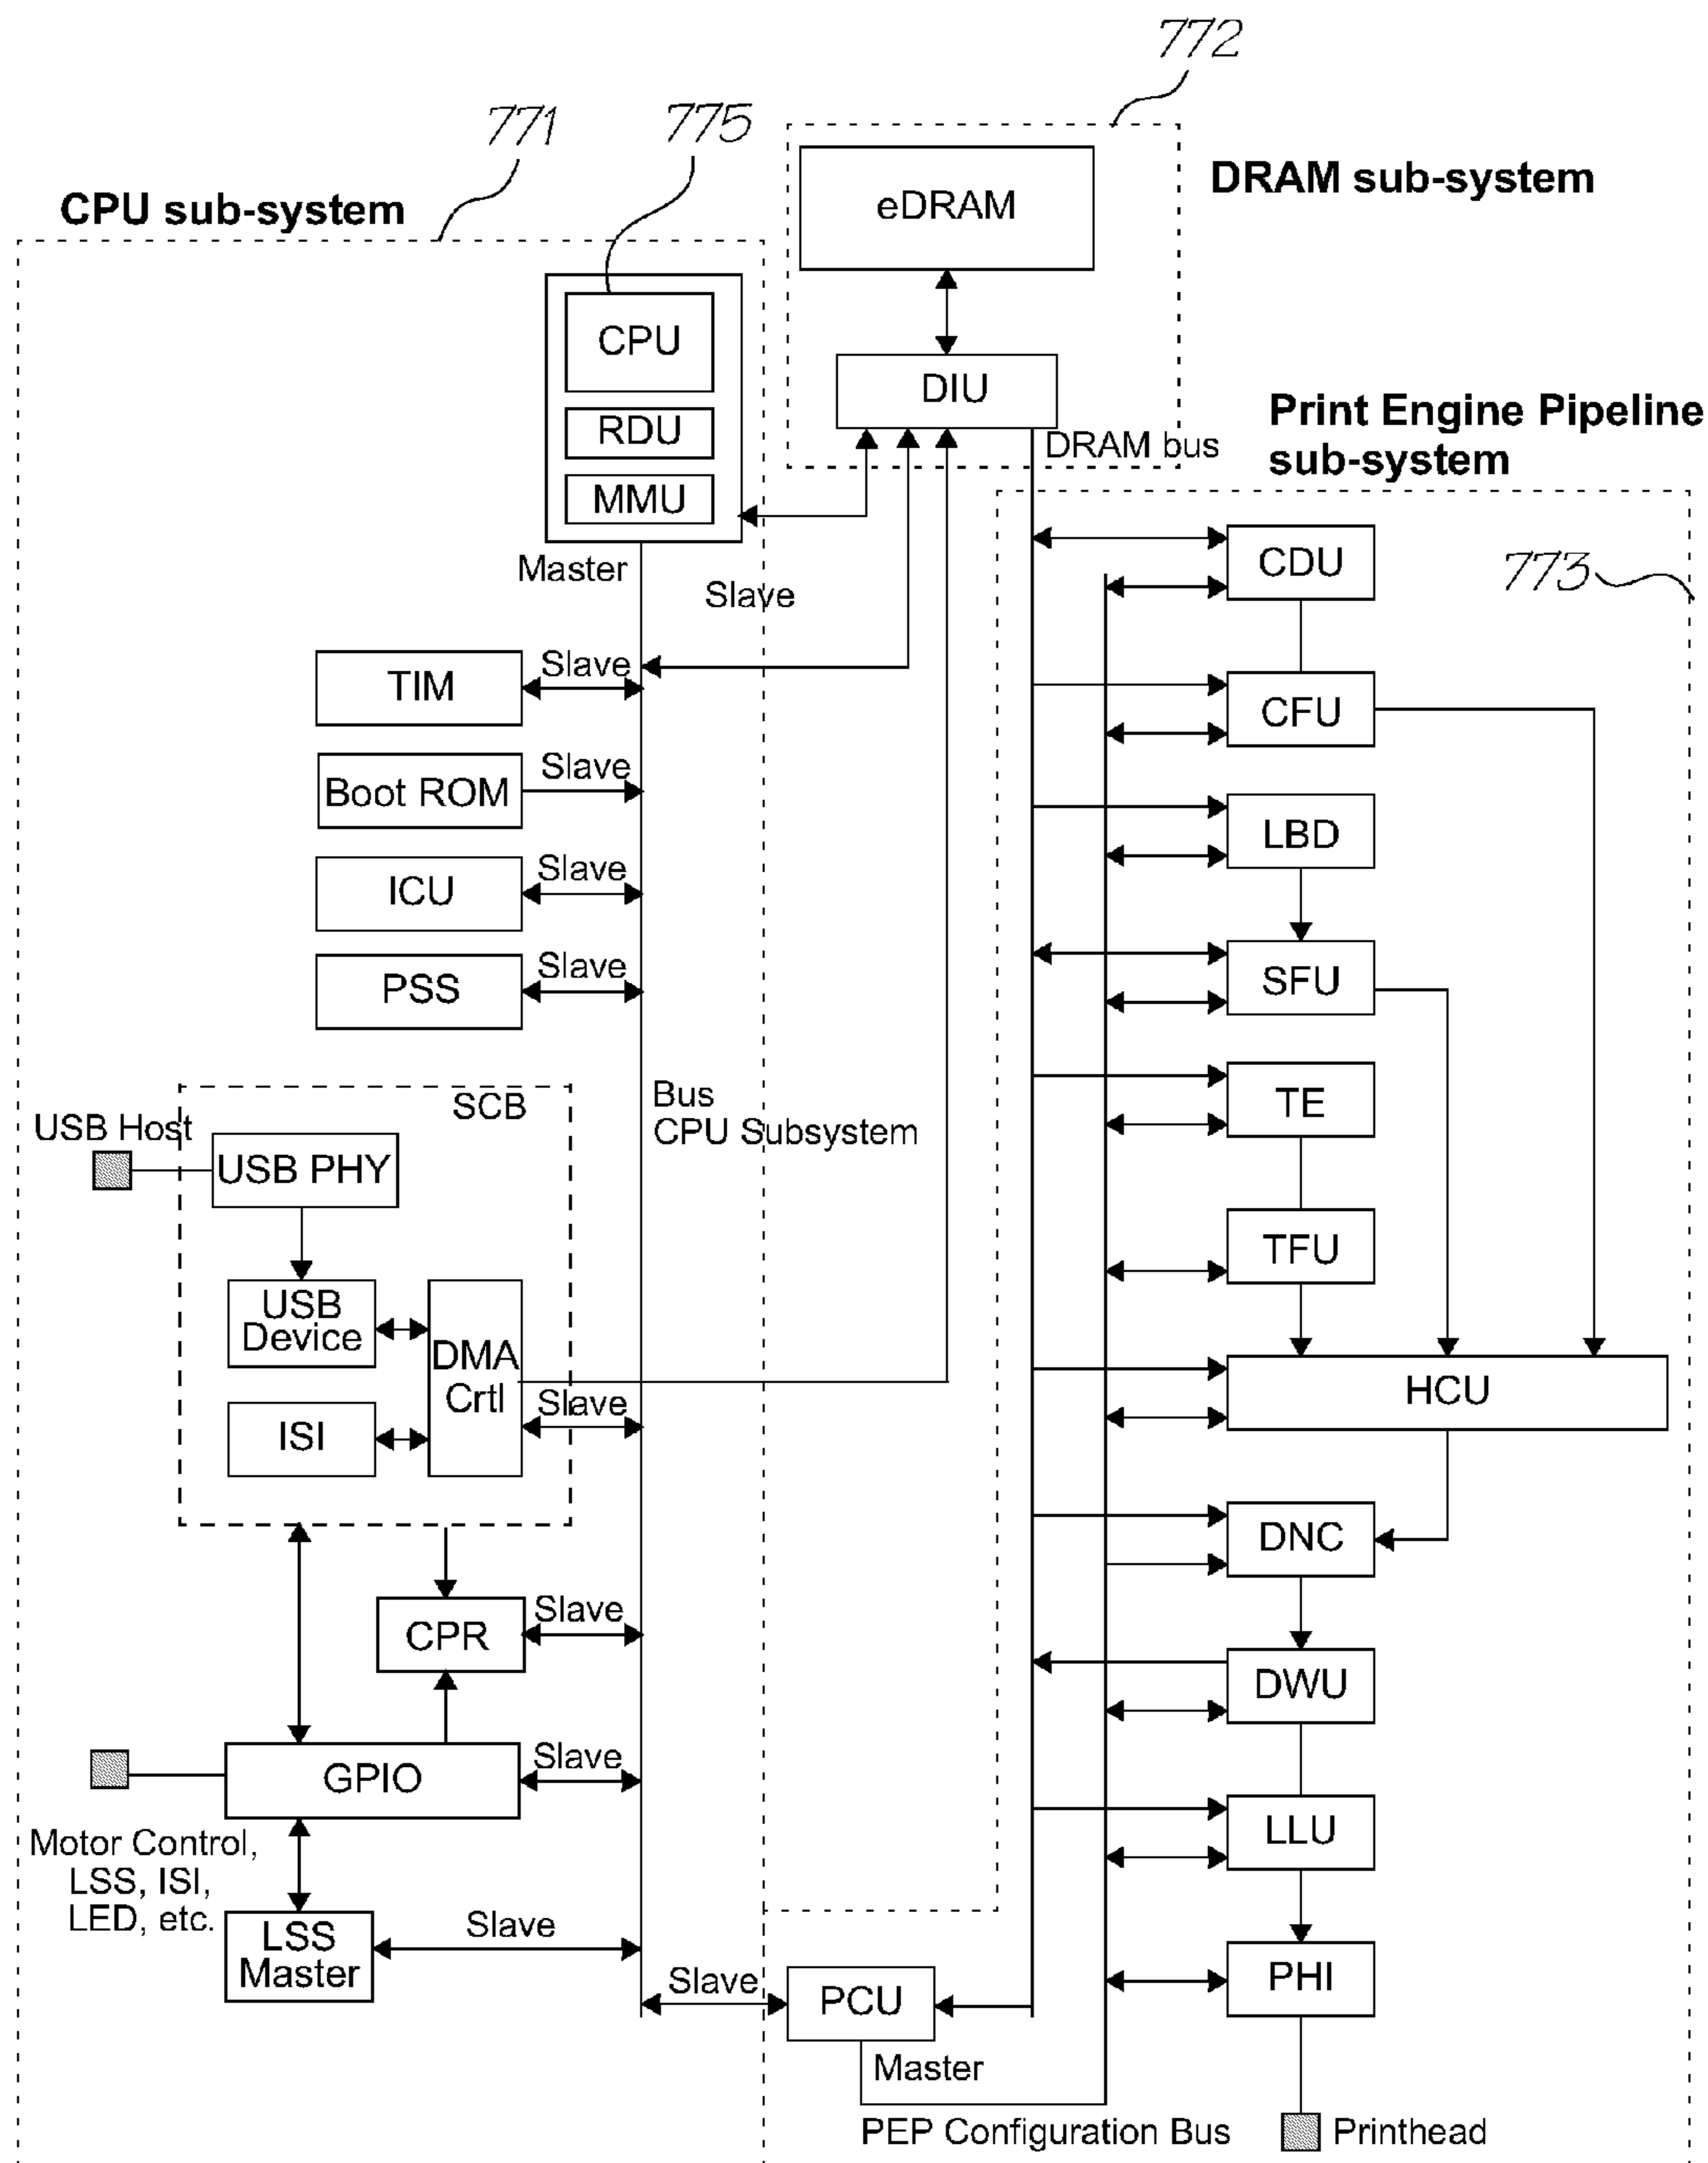 772
771
775
CPU sub-system
eDRAM
DRAM sub-system
CPU
DIU
RDU
DRAM bus
MMU
Print Engine Pipeline
sub-system
Master
Slave
CDU
773
TIM
Slave
CFU
Boot ROM
Slave
LBD
ICU
Slave
PSS
Slave
SFU
SCB
Bus
CPU Subsystem
TE
USB Host
USB PHY
TFU
USB
Device
DMA
Crtl
Slave
ISI
HCU
DNC
CPR
Slave
DWU
GPIO
Slave
Motor Control,
LSS, ISI,
LED, etc.
LLU
LSS
Master
Slave
Slave
PCU
PHI
Master
PEP Configuration Bus
Printhead